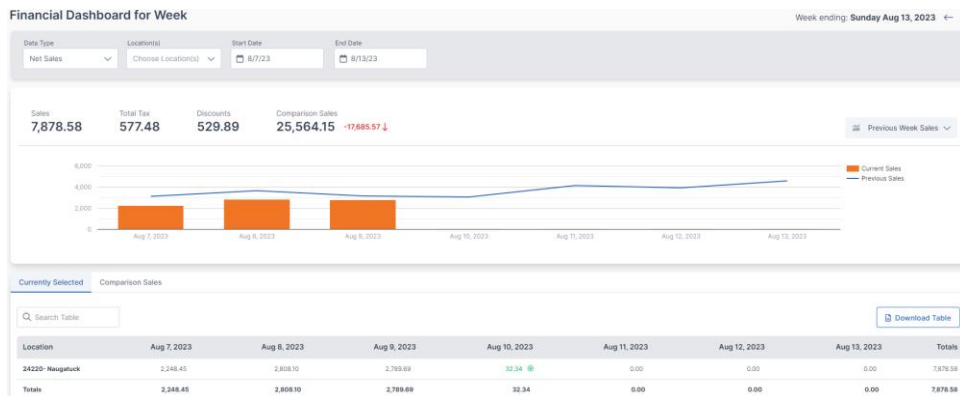 Financial Dashboard for Week
Week ending: Sunday Aug 13, 2023 ←
Data Type
Location(s)
Start Date
End Date
Net Sales
Choose Location(s)
8/7/23
8/13/23
Sales
Total Tax
Discounts
Comparison Sales
7,878.58
577.48
529.89
25,564.15 -17,685.57↓
Previous Week Sales
6,000
4,000
2,000
0
Current Sales
Previous Sales
Aug 7, 2023
Aug 8, 2023
Aug 9, 2023
Aug 10, 2023
Aug 11, 2023
Aug 12, 2023
Aug 13, 2023
Currently Selected
Comparison Sales
Search Table
Download Table
Location Aug 7, 2023 Aug 8, 2023 Aug 9, 2023 Aug 10, 2023 Aug 11, 2023 Aug 12, 2023 Aug 13, 2023 Totals
24220- Naugatuck 2,248.45 2,808.10 2,789.69 32.34 0.00 0.00 0.00 7,878.58
Totals 2,248.45 2,808.10 2,789.69 32.34 0.00 0.00 0.00 7,878.58